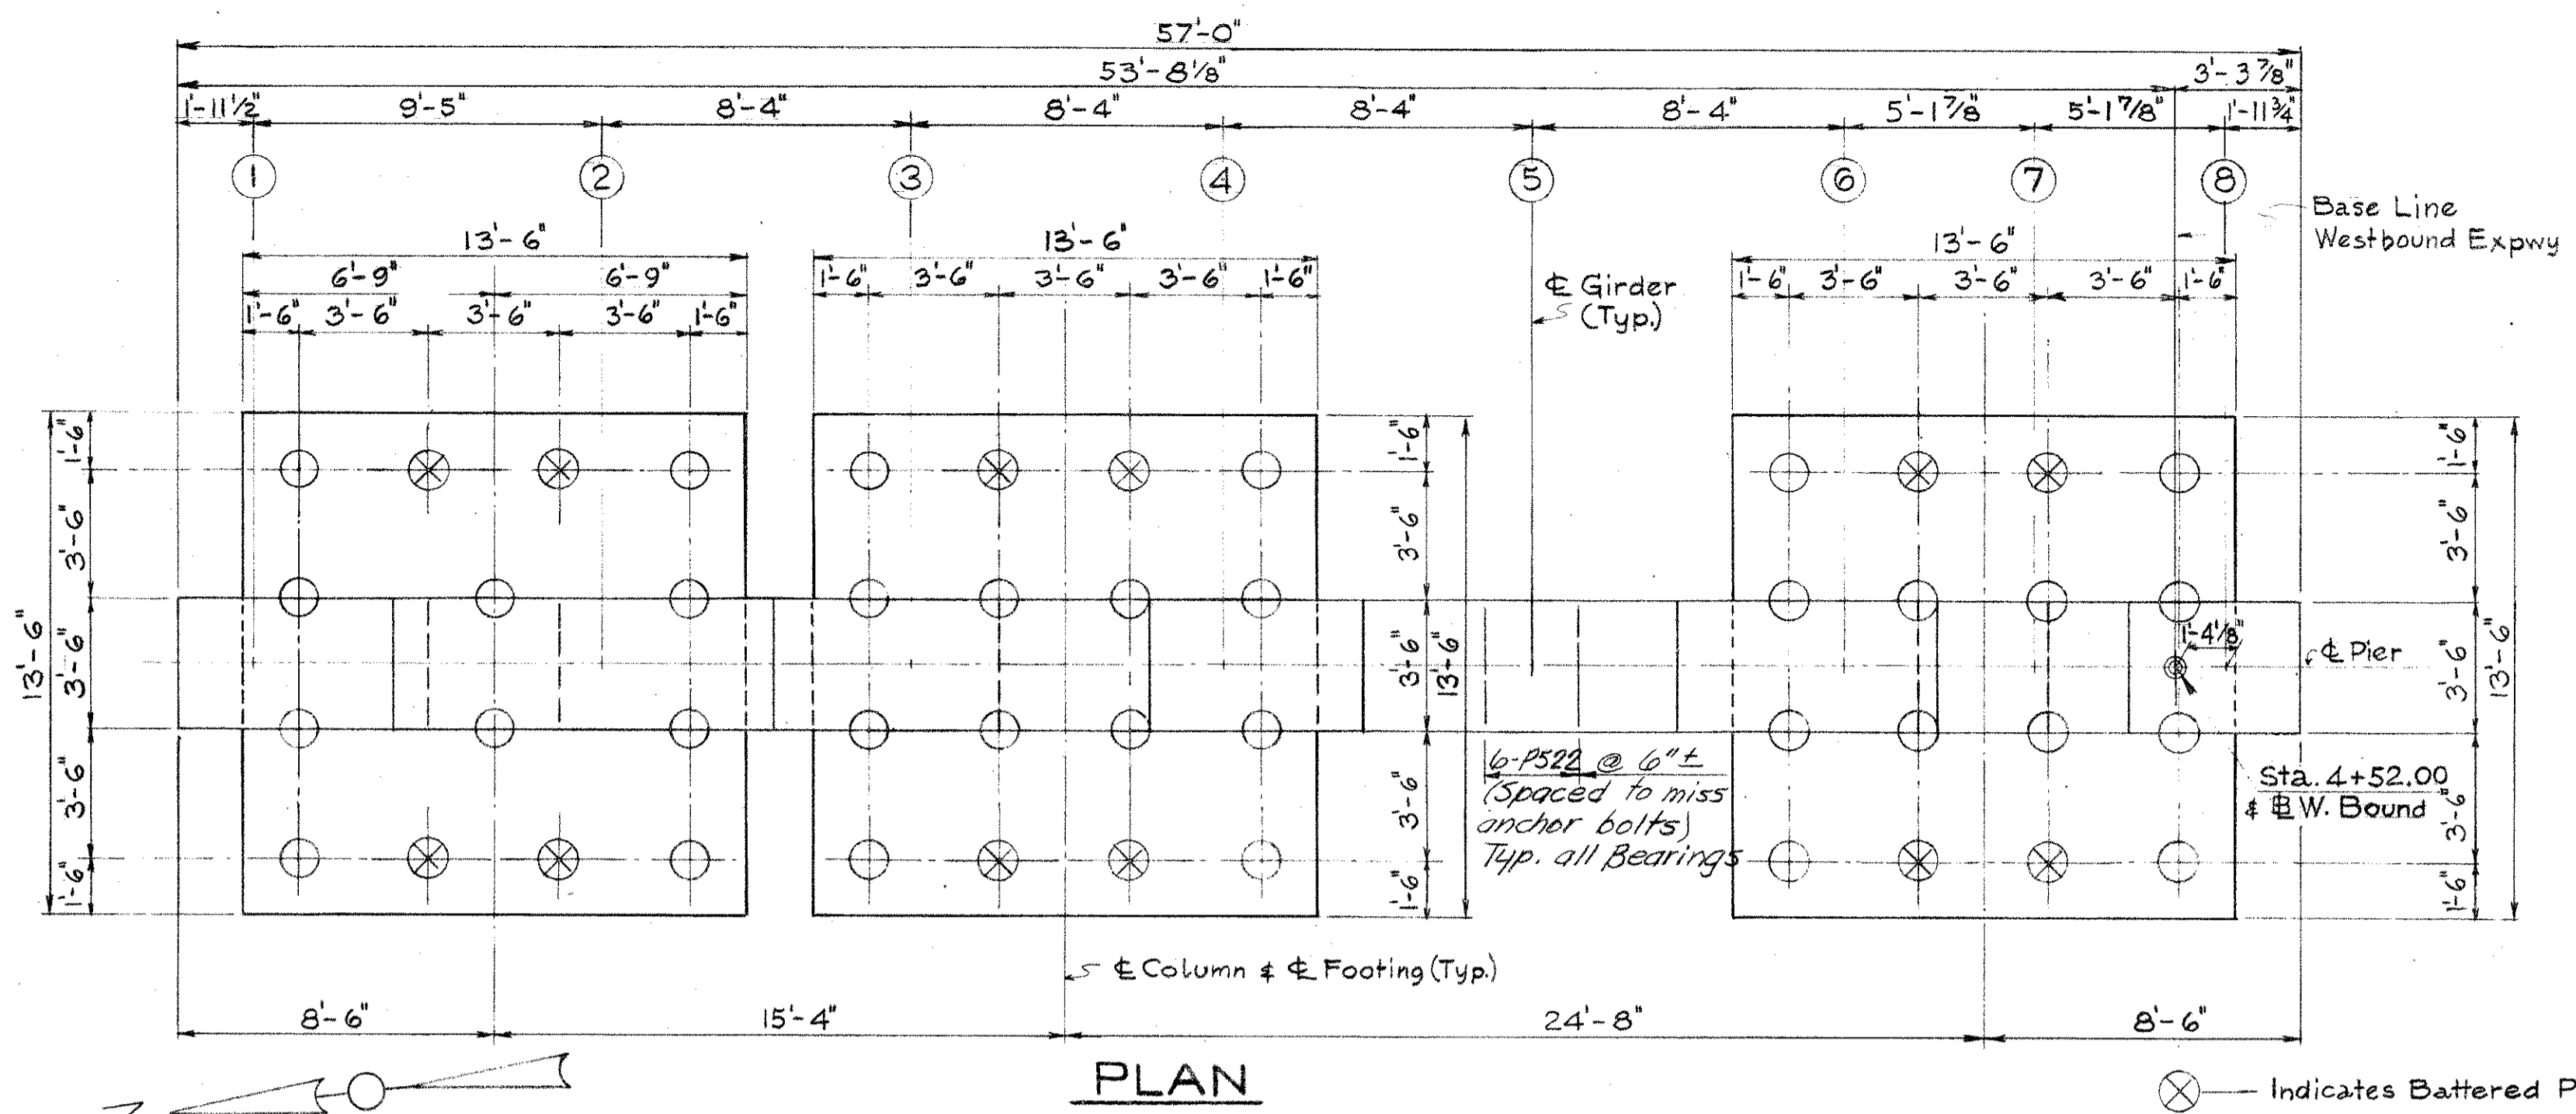 57'-0"
53'-8 1/8" 3'-3 7/8"
1'-11 1/2" 9'-5" 8'-4" 8'-4" 8'-4" 8'-4" 5'-1 7/8" 5'-1 7/8" 1'-11 3/4"
1 2 3 4 5 6 7 8
Base Line
Westbound Expwy
13'-6" 13'-6" 13'-6"
6'-9" 6'-9"
1'-6" 3'-6" 3'-6" 3'-6" 1'-6"
1'-6" 3'-6" 3'-6" 3'-6" 1'-6"
1'-6" 3'-6" 3'-6" 3'-6" 1'-6"
℄ Girder
(Typ.)
13'-6"
1'-6"
3'-6"
3'-6"
3'-6"
1'-6"
1'-6"
3'-6"
3'-6"
3'-6"
1'-6"
13'-6"
1'-6"
3'-6"
3'-6"
3'-6"
1'-6"
13'-6"
1'-4 1/8"
℄ Pier
6-P522 @ 6" ±
(Spaced to miss
anchor bolts)
Typ. all Bearings
Sta. 4+52.00
& BL W. Bound
℄ Column & ℄ Footing (Typ.)
8'-6" 15'-4" 24'-8" 8'-6"
PLAN
Indicates Battered P